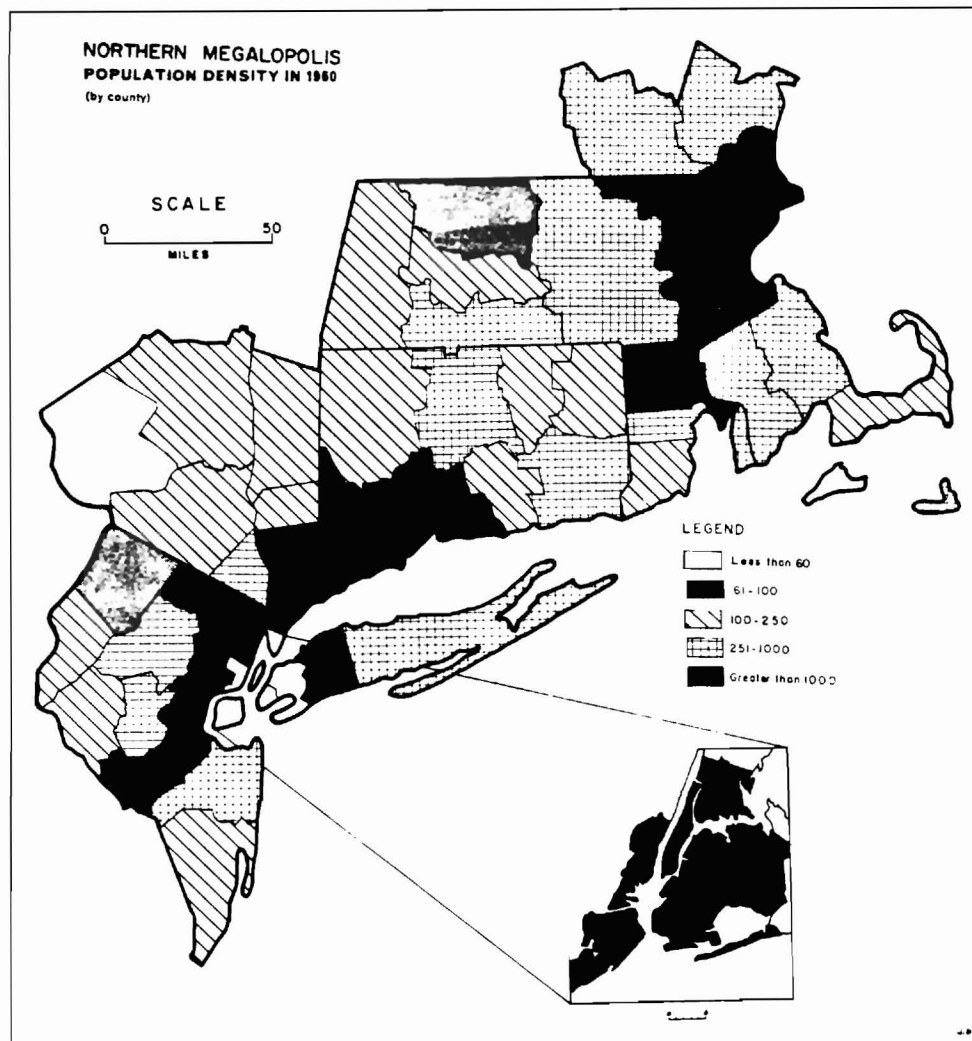 NORTHERN MEGALOPOLIS
POPULATION DENSITY IN 1960
(by county)
SCALE
0 50
MILES
LEGEND
Less than 60
61-100
100-250
251-1000
Greater than 1000